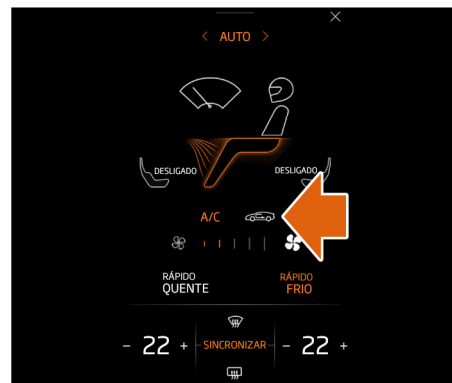 < AUTO >
DESLIGADO
DESLIGADO
A/C
RÁPIDO
QUENTE
RÁPIDO
FRIO
- 22 + SINCRONIZAR - 22 +